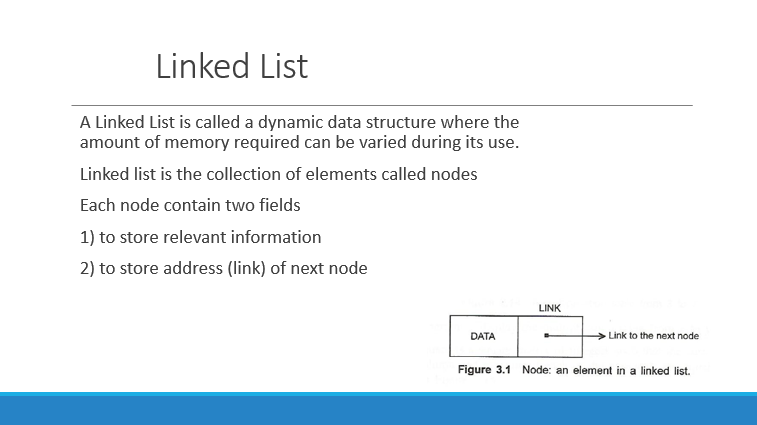 Linked List
A Linked List is called a dynamic data structure where the
amount of memory required can be varied during its use.
Linked list is the collection of elements called nodes
Each node contain two fields
1) to store relevant information
2) to store address (link) of next node
LINK
DATA
Link to the next node
Figure 3.1 Node: an element in a linked list.